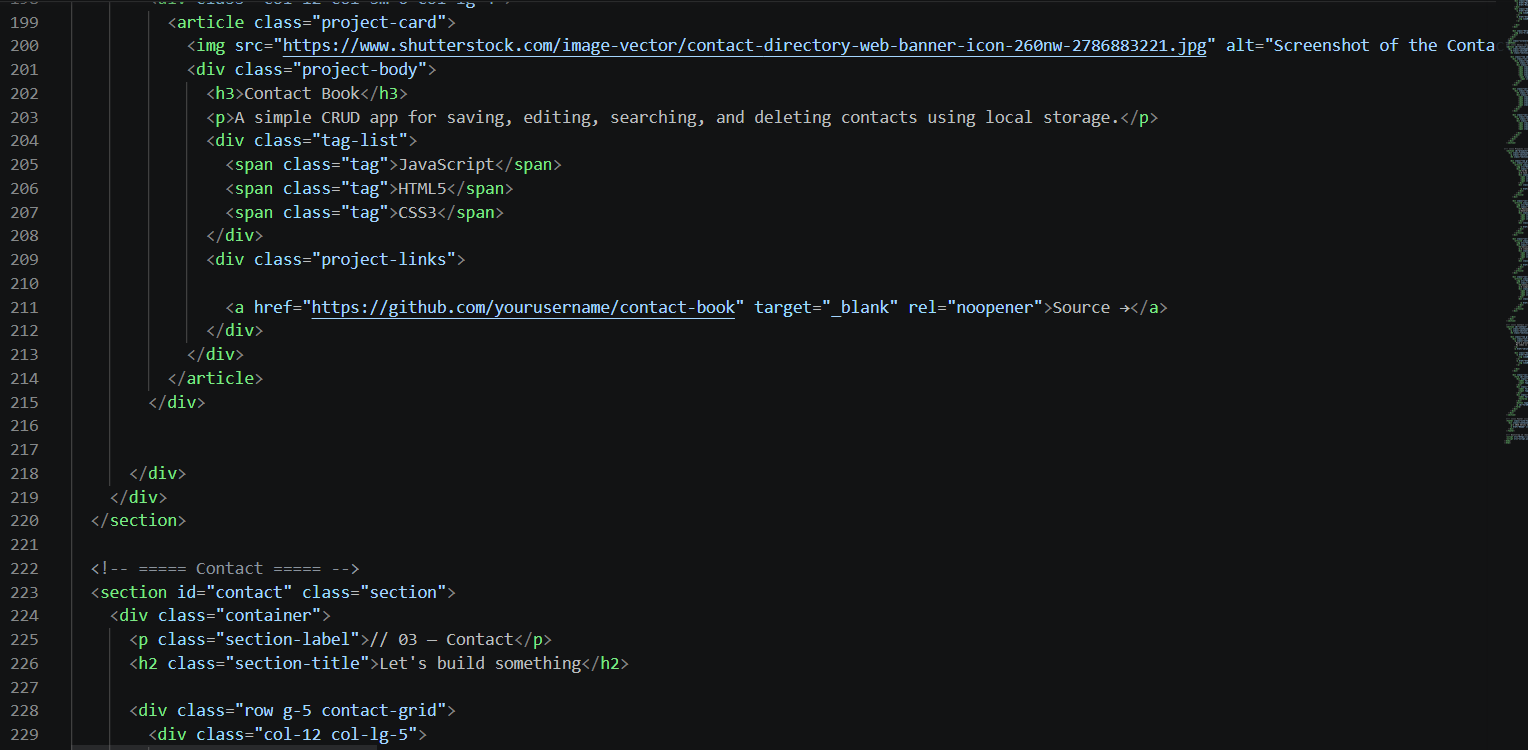 199 <article class="project-card">
200 <img src="https://www.shutterstock.com/image-vector/contact-directory-web-banner-icon-260nw-2786883221.jpg" alt="Screenshot of the Conta
201 <div class="project-body">
202 <h3>Contact Book</h3>
203 <p>A simple CRUD app for saving, editing, searching, and deleting contacts using local storage.</p>
204 <div class="tag-list">
205 <span class="tag">JavaScript</span>
206 <span class="tag">HTML5</span>
207 <span class="tag">CSS3</span>
208 </div>
209 <div class="project-links">
210
211 <a href="https://github.com/yourusername/contact-book" target="_blank" rel="noopener">Source →</a>
212 </div>
213 </div>
214 </article>
215 </div>
216
217
218 </div>
219 </div>
220 </section>
221
222 <!-- ===== Contact ===== -->
223 <section id="contact" class="section">
224 <div class="container">
225 <p class="section-label">// 03 — Contact</p>
226 <h2 class="section-title">Let's build something</h2>
227
228 <div class="row g-5 contact-grid">
229 <div class="col-12 col-lg-5">